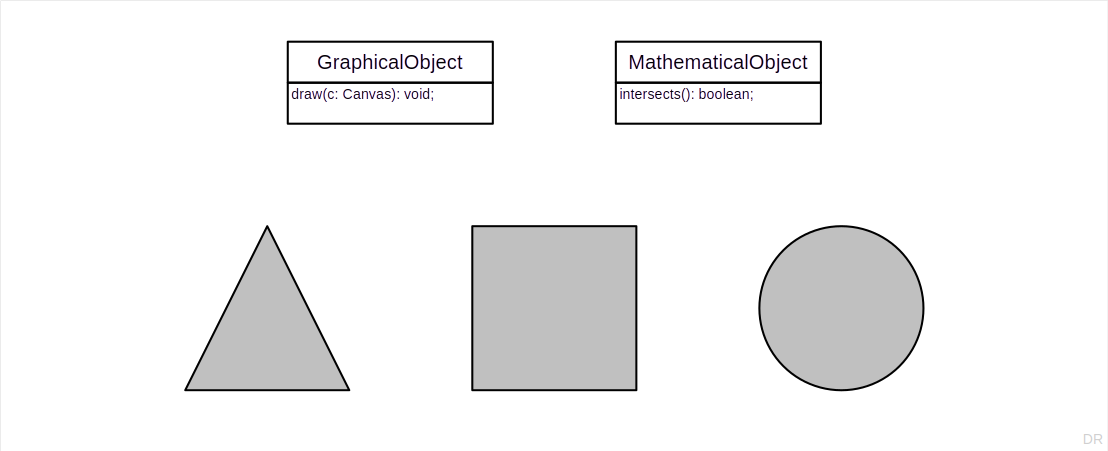 GraphicalObject
draw(c: Canvas): void;
MathematicalObject
intersects(): boolean;
DR